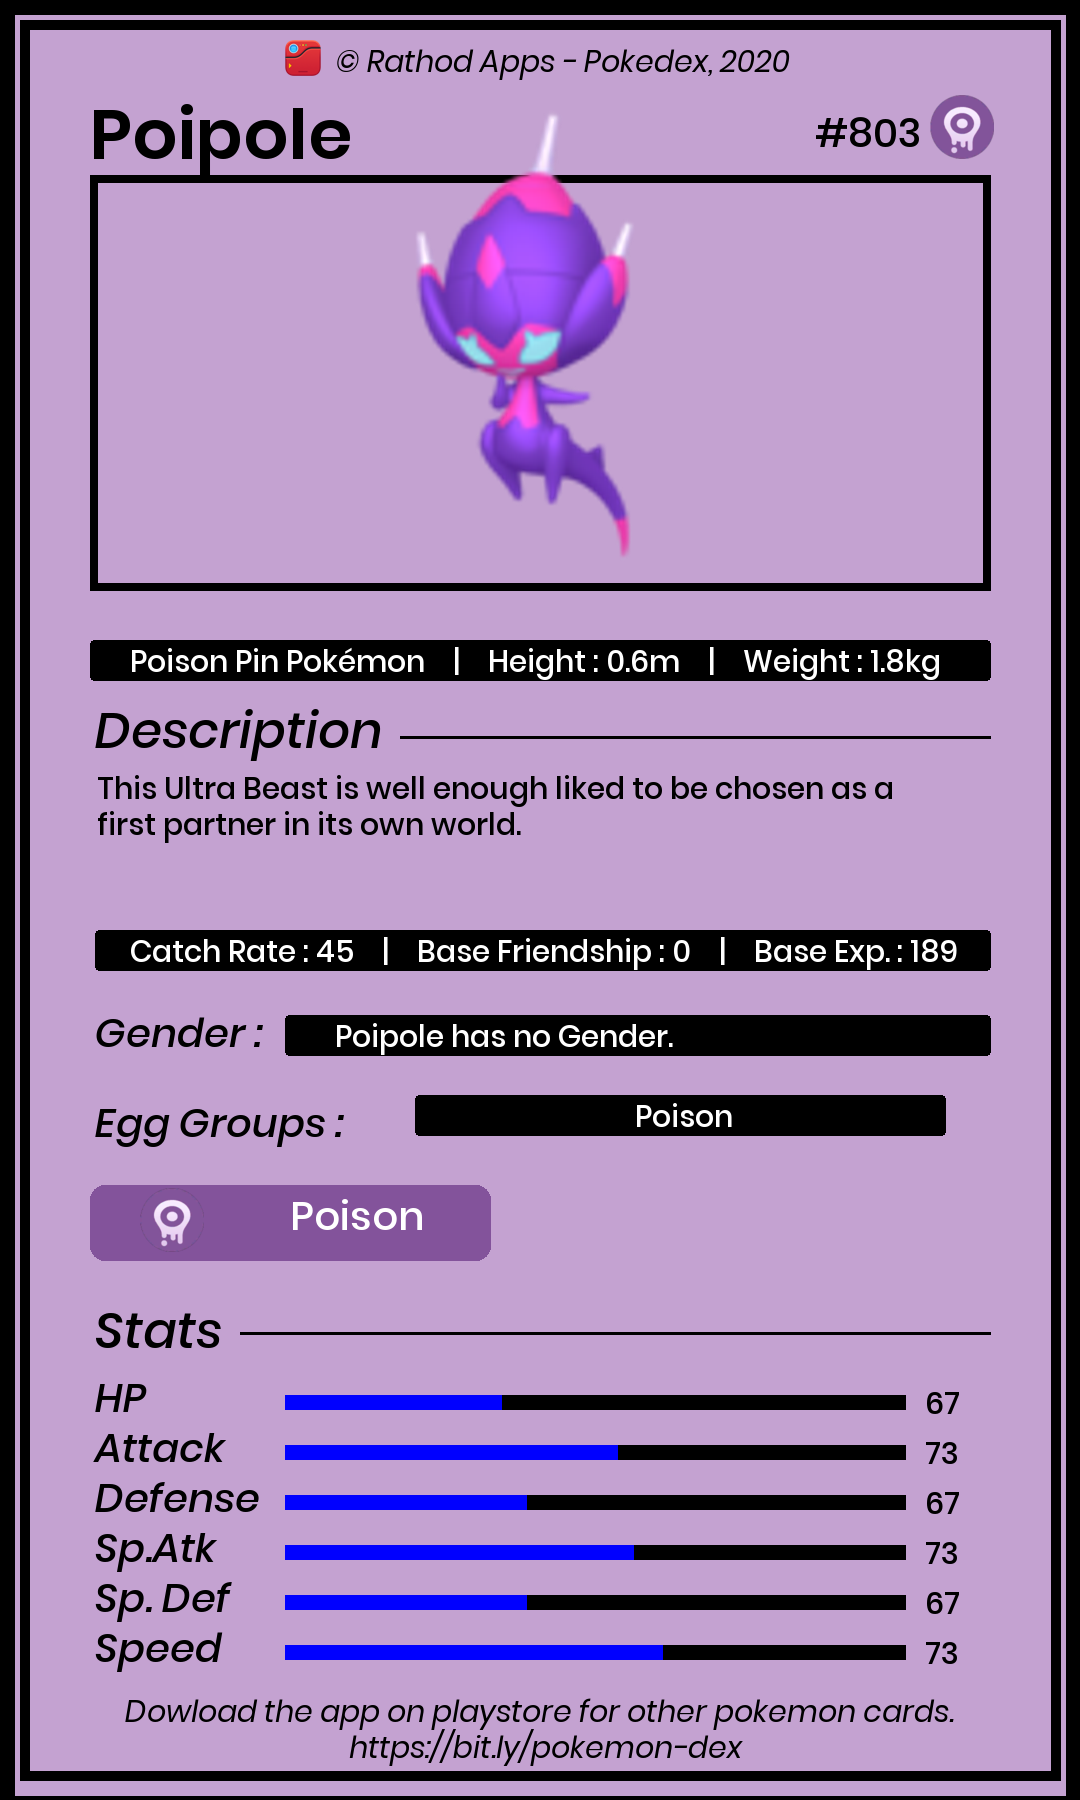 © Rathod Apps - Pokedex, 2020
Poipole #803
Poison Pin Pokémon | Height : 0.6m | Weight : 1.8kg
Description
This Ultra Beast is well enough liked to be chosen as a
first partner in its own world.
Catch Rate : 45 | Base Friendship : 0 | Base Exp. : 189
Gender : Poipole has no Gender.
Egg Groups : Poison
Poison
Stats
HP 67
Attack 73
Defense 67
Sp.Atk 73
Sp. Def 67
Speed 73
Dowload the app on playstore for other pokemon cards.
https://bit.ly/pokemon-dex